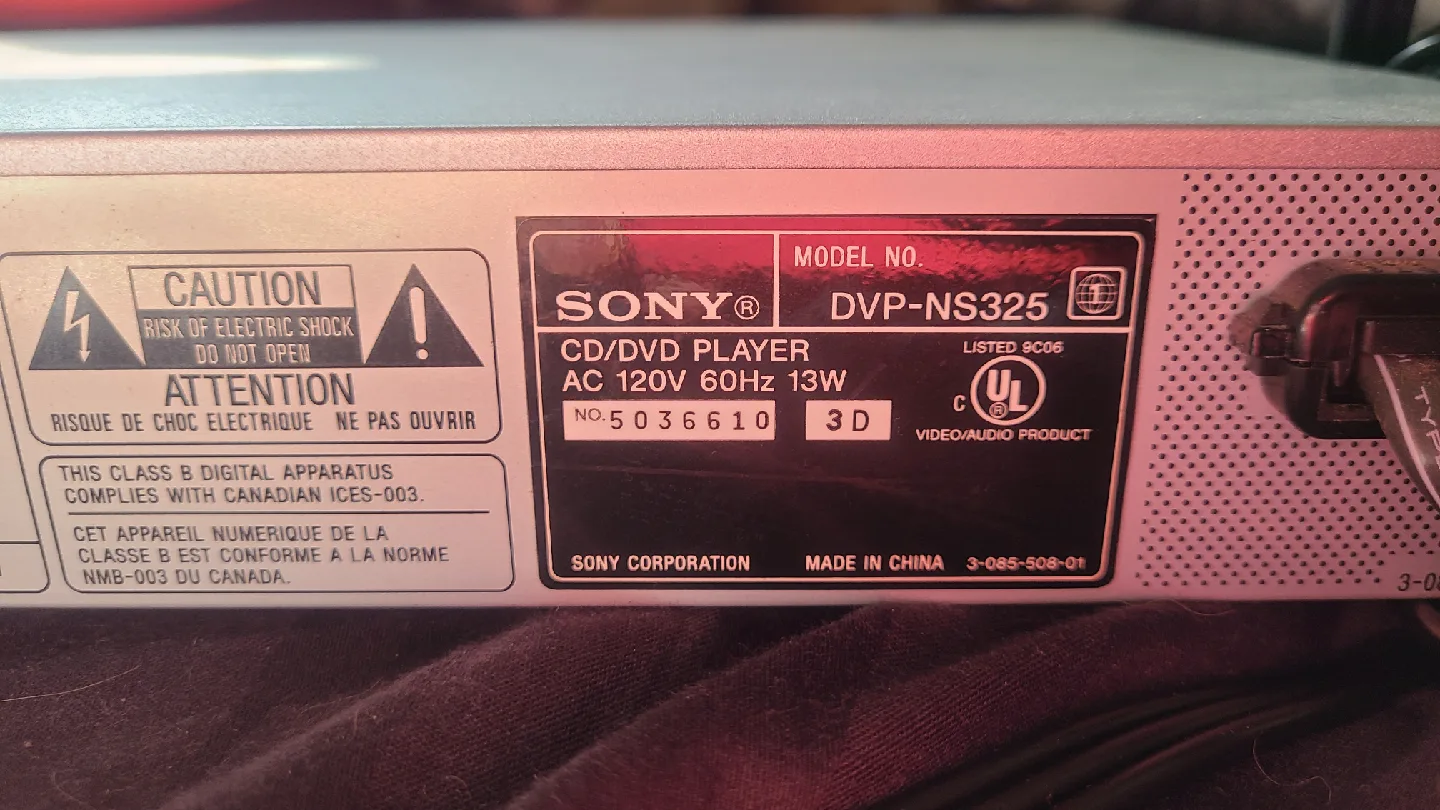 CAUTION
RISK OF ELECTRIC SHOCK
DO NOT OPEN
ATTENTION
RISQUE DE CHOC ELECTRIQUE NE PAS OUVRIR
THIS CLASS B DIGITAL APPARATUS
COMPLIES WITH CANADIAN ICES-003.
CET APPAREIL NUMERIQUE DE LA
CLASSE B EST CONFORME A LA NORME
NMB-003 DU CANADA.
SONY®
MODEL NO.
DVP-NS325
1
CD/DVD PLAYER
AC 120V 60Hz 13W
NO. 5036610
3D
LISTED 9C06
C UL ®
VIDEO/AUDIO PRODUCT
SONY CORPORATION MADE IN CHINA 3-085-508-01